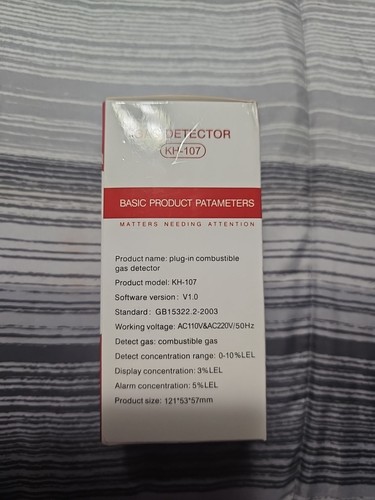 DETECTOR
KH-107
BASIC PRODUCT PATAMETERS
MATTERS NEEDING ATTENTION
Product name: plug-in combustible
gas detector
Product model: KH-107
Software version: V1.0
Standard: GB15322.2-2003
Working voltage: AC110V&AC220V/50Hz
Detect gas: combustible gas
Detect concentration range: 0-10%LEL
Display concentration: 3%LEL
Alarm concentration: 5%LEL
Product size: 121*53*57mm